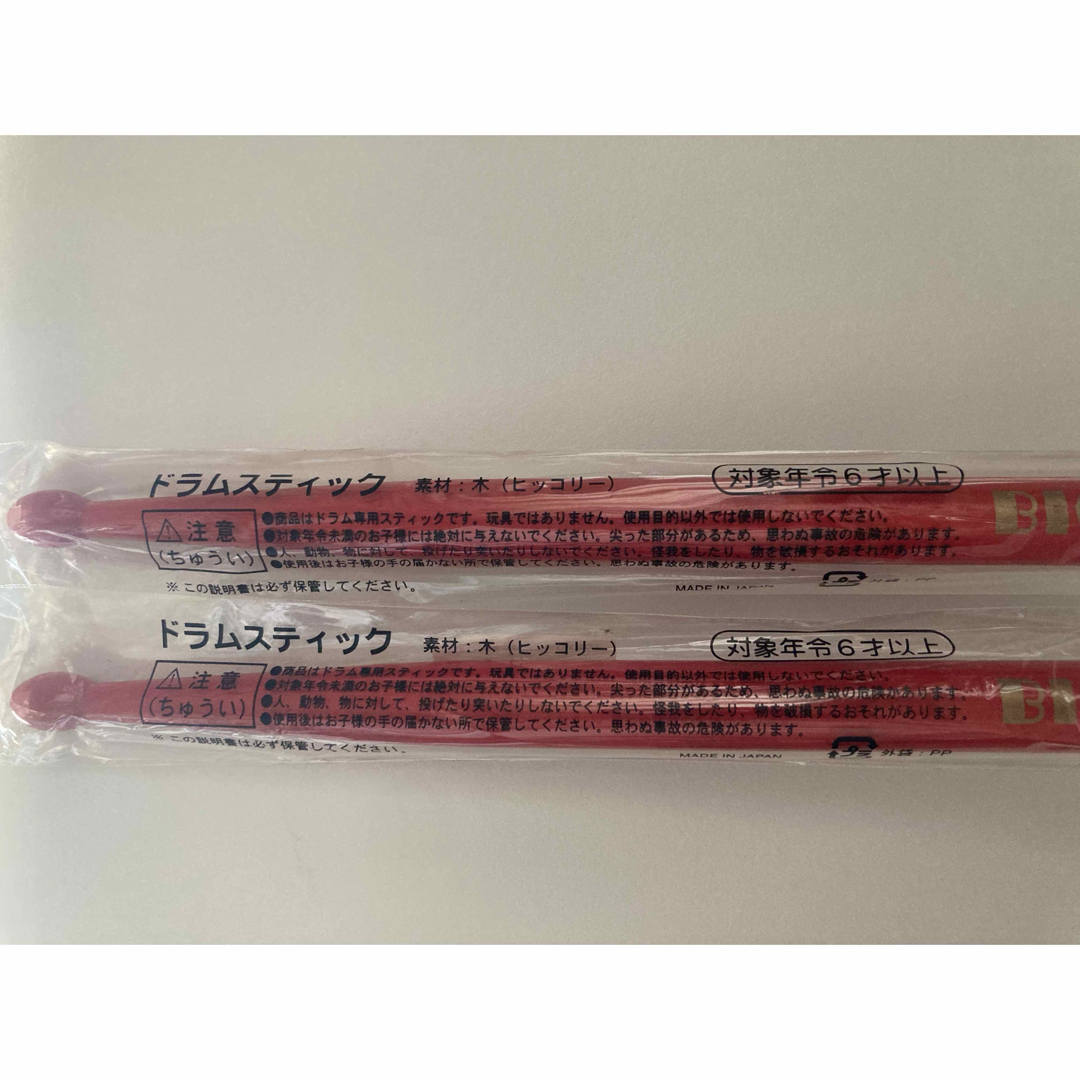 ドラムスティック 素材：木（ヒッコリー） 対象年令6才以上
⚠注意
（ちゅうい）
●商品はドラム専用スティックです。玩具ではありません。使用目的以外では使用しないでください。
●対象年令未満のお子様には絶対に与えないでください。尖った部分があるため、思わぬ事故の危険があります。
●人、動物、物に対して、投げたり突いたりしないでください。怪我をしたり、物を破損するおそれがあります。
●使用後はお子様の手の届かない所で保管してください。思わぬ事故の危険があります。
※この説明書は必ず保管してください。 MADE IN JAPAN プラ 外袋：PP
ドラムスティック 素材：木（ヒッコリー） 対象年令6才以上
⚠注意
（ちゅうい）
●商品はドラム専用スティックです。玩具ではありません。使用目的以外では使用しないでください。
●対象年令未満のお子様には絶対に与えないでください。尖った部分があるため、思わぬ事故の危険があります。
●人、動物、物に対して、投げたり突いたりしないでください。怪我をしたり、物を破損するおそれがあります。
●使用後はお子様の手の届かない所で保管してください。思わぬ事故の危険があります。
※この説明書は必ず保管してください。 MADE IN JAPAN プラ 外袋：PP